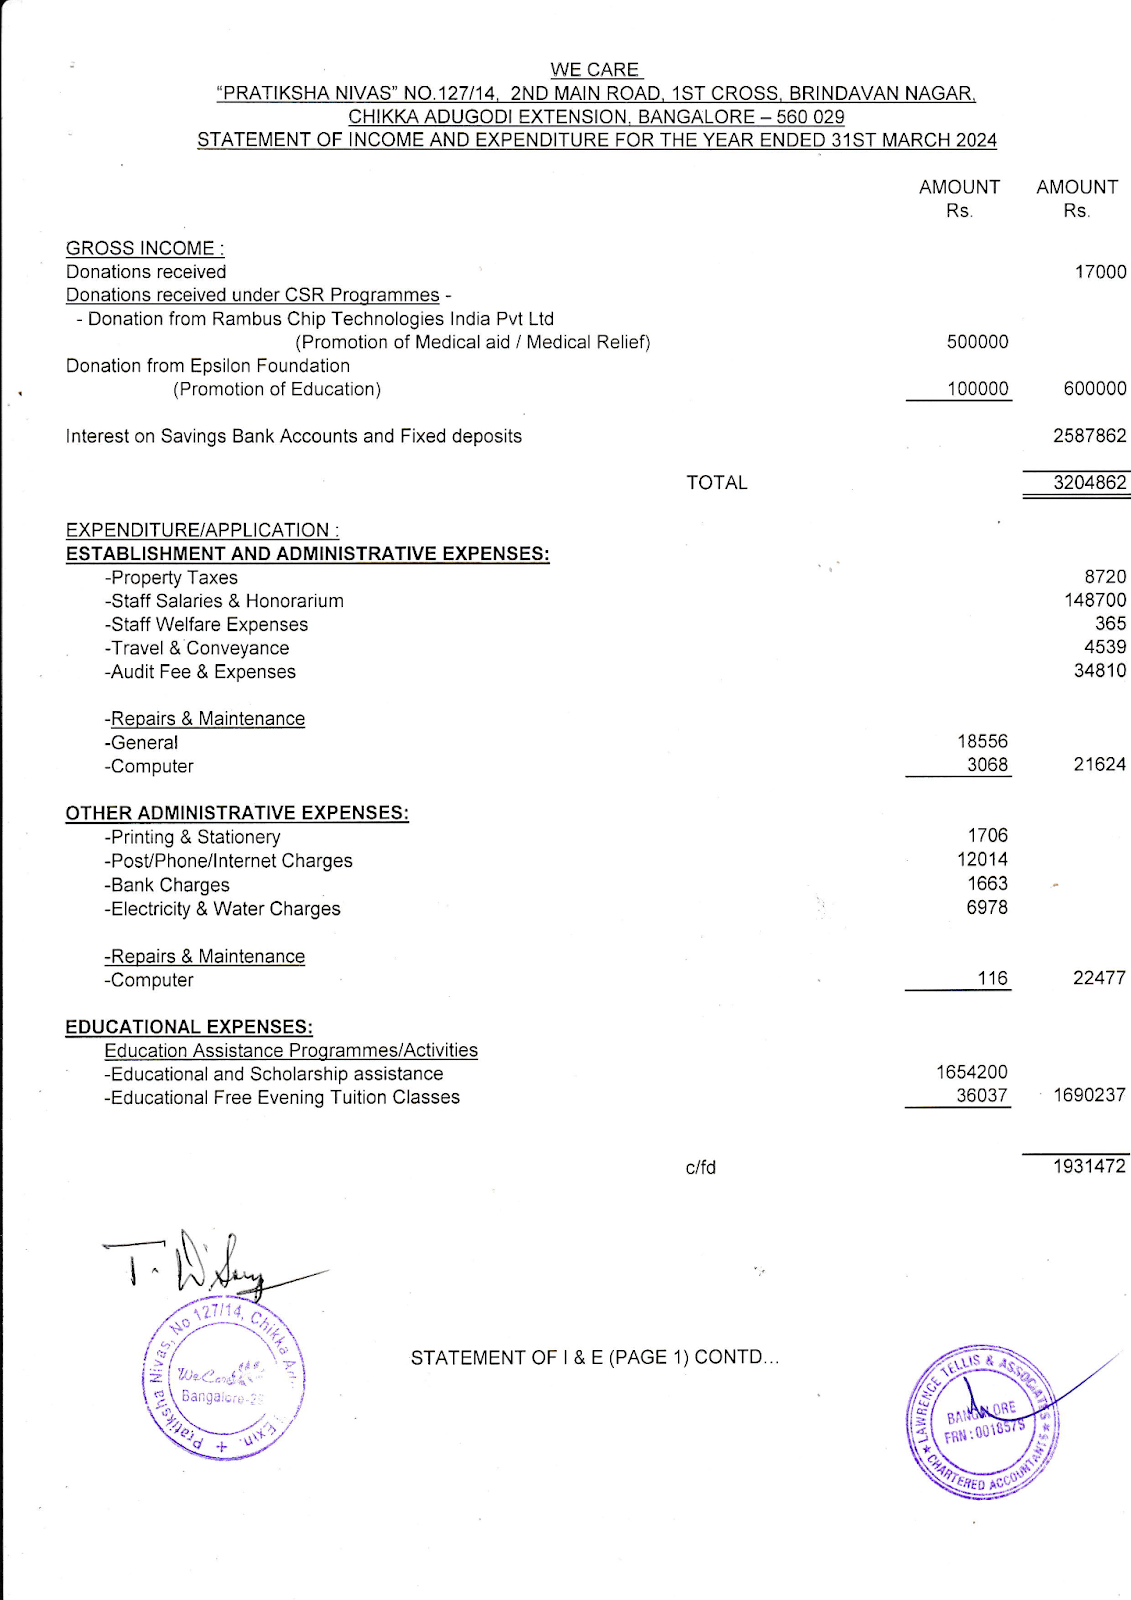 WE CARE
“PRATIKSHA NIVAS” NO.127/14, 2ND MAIN ROAD, 1ST CROSS, BRINDAVAN NAGAR,
CHIKKA ADUGODI EXTENSION, BANGALORE – 560 029
STATEMENT OF INCOME AND EXPENDITURE FOR THE YEAR ENDED 31ST MARCH 2024
AMOUNT AMOUNT
Rs. Rs.
GROSS INCOME :
Donations received 17000
Donations received under CSR Programmes -
- Donation from Rambus Chip Technologies India Pvt Ltd
(Promotion of Medical aid / Medical Relief) 500000
Donation from Epsilon Foundation
(Promotion of Education) 100000 600000
Interest on Savings Bank Accounts and Fixed deposits 2587862
TOTAL 3204862
EXPENDITURE/APPLICATION :
ESTABLISHMENT AND ADMINISTRATIVE EXPENSES:
-Property Taxes 8720
-Staff Salaries & Honorarium 148700
-Staff Welfare Expenses 365
-Travel & Conveyance 4539
-Audit Fee & Expenses 34810
-Repairs & Maintenance
-General 18556
-Computer 3068 21624
OTHER ADMINISTRATIVE EXPENSES:
-Printing & Stationery 1706
-Post/Phone/Internet Charges 12014
-Bank Charges 1663
-Electricity & Water Charges 6978
-Repairs & Maintenance
-Computer 116 22477
EDUCATIONAL EXPENSES:
Education Assistance Programmes/Activities
-Educational and Scholarship assistance 1654200
-Educational Free Evening Tuition Classes 36037 1690237
c/fd 1931472
Pratiksha Nivas, No 127/14, Chikka
Extn.
We Care
Bangalore-29
STATEMENT OF I & E (PAGE 1) CONTD...
LAWRENCE TELLIS & ASSOCIATES
BANGALORE
FRN : 001857S
CHARTERED ACCOUNTANTS